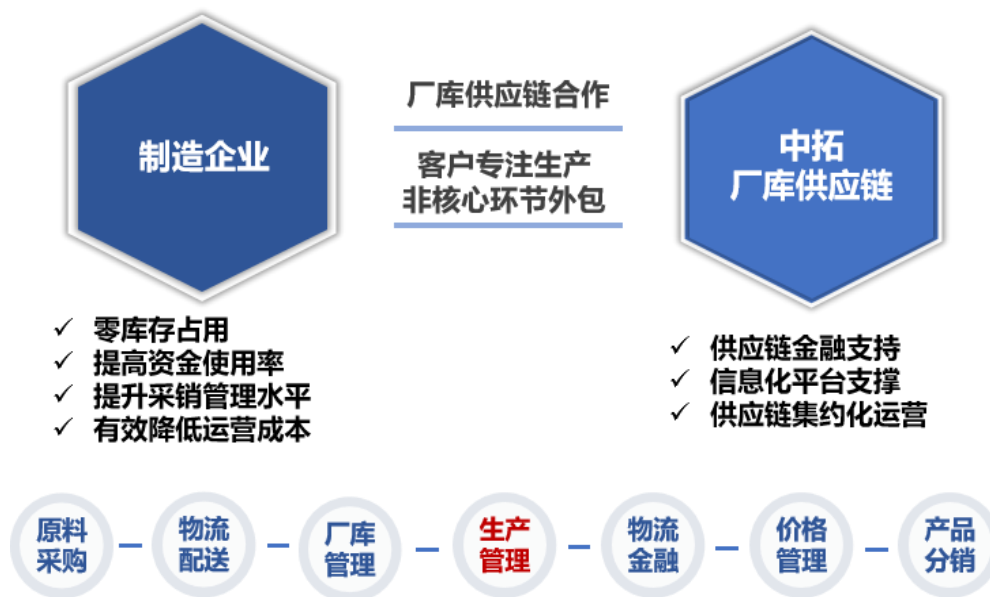 制造企业
厂库供应链合作
客户专注生产
非核心环节外包
中拓
厂库供应链
✓ 零库存占用
✓ 提高资金使用率
✓ 提升采销管理水平
✓ 有效降低运营成本
✓ 供应链金融支持
✓ 信息化平台支撑
✓ 供应链集约化运营
原料
采购
物流
配送
厂库
管理
生产
管理
物流
金融
价格
管理
产品
分销